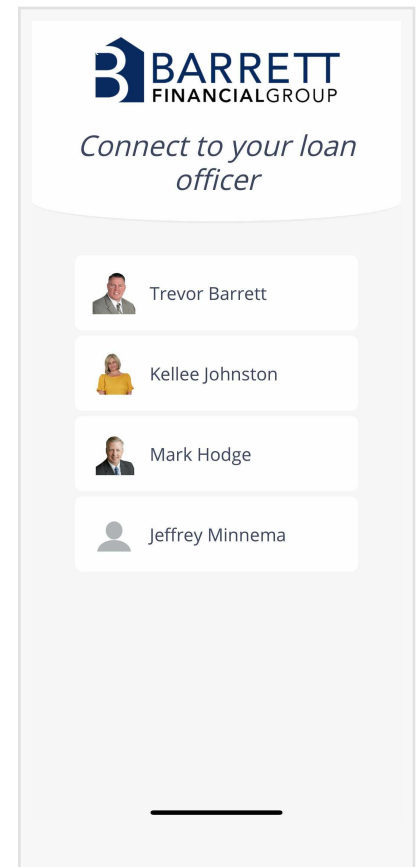 BARRETT
FINANCIALGROUP
Connect to your loan
officer
Trevor Barrett
Kellee Johnston
Mark Hodge
Jeffrey Minnema